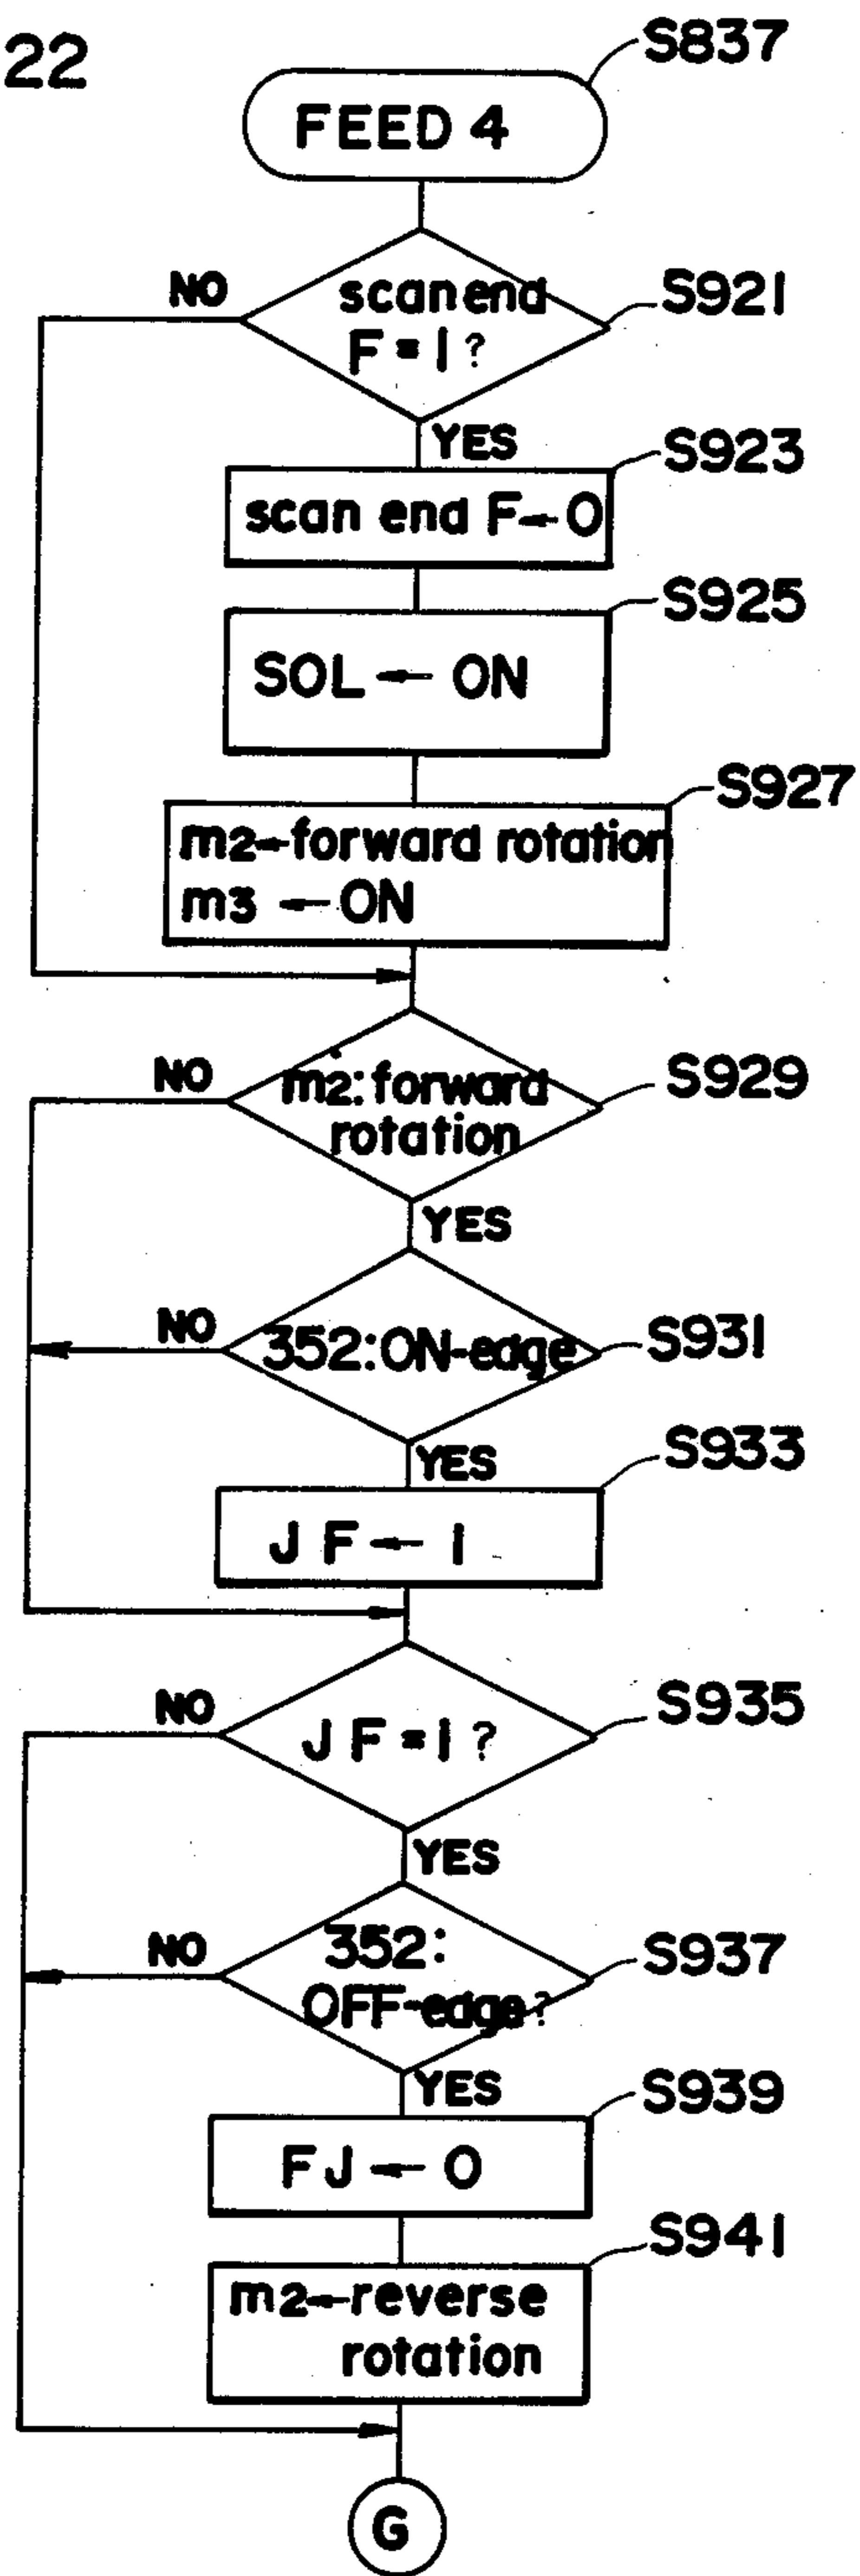 22
S837
FEED 4
NO
scan end
F = 1 ?
S921
YES
S923
scan end F ← 0
S925
SOL ← ON
S927
m2 ← forward rotation
m3 ← ON
NO
m2: forward
rotation
S929
YES
NO
352: ON-edge
S931
YES
S933
JF ← 1
NO
JF = 1 ?
S935
YES
NO
352:
OFF-edge ?
S937
YES
S939
FJ ← 0
S941
m2 ← reverse
rotation
G